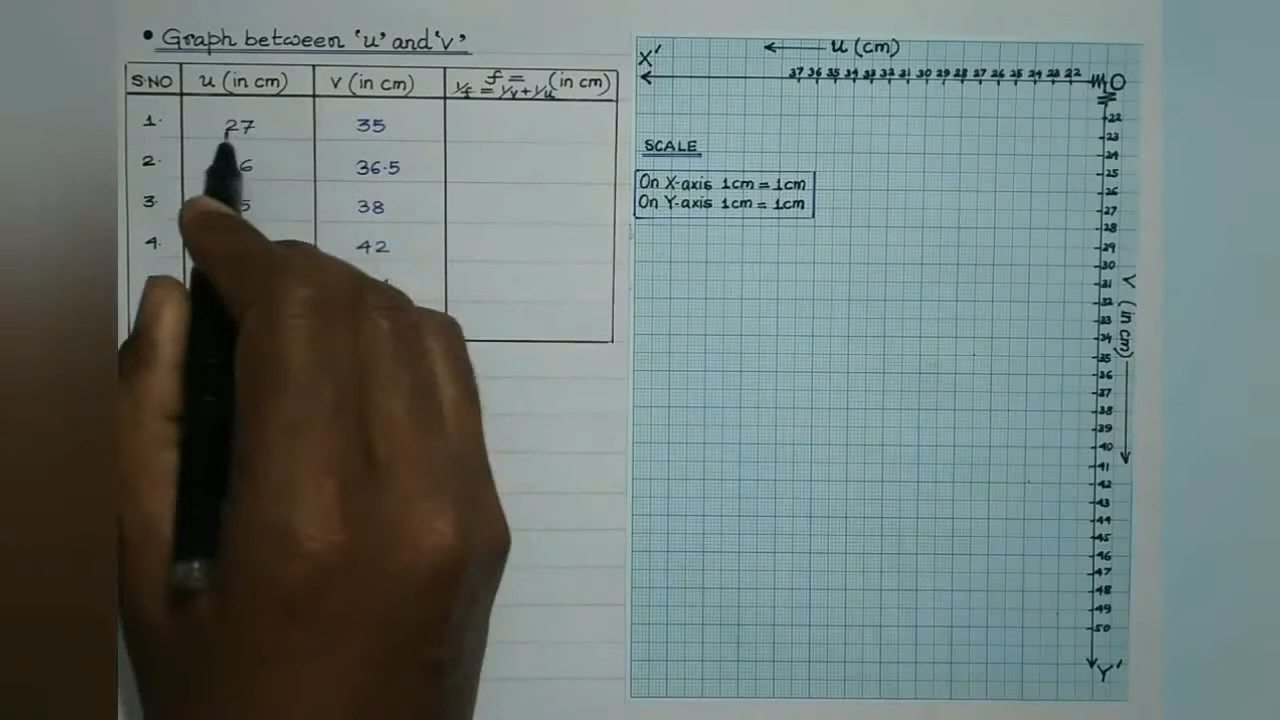 • Graph between 'u' and 'v'
S.NO u (in cm) v (in cm) f = (in cm)
1/f = 1/v + 1/u
1. 27 35
2. 6 36.5
3. 5 38
4. 42
X' ← u (cm)
37 36 35 34 33 32 31 30 29 28 27 26 25 24 23 22 O
SCALE
On X-axis 1cm = 1cm
On Y-axis 1cm = 1cm
22
23
24
25
26
27
28
29
30
31
32
33
34
35
36
37
38
39
40
41
42
43
44
45
46
47
48
49
50
V (in cm) →
Y'